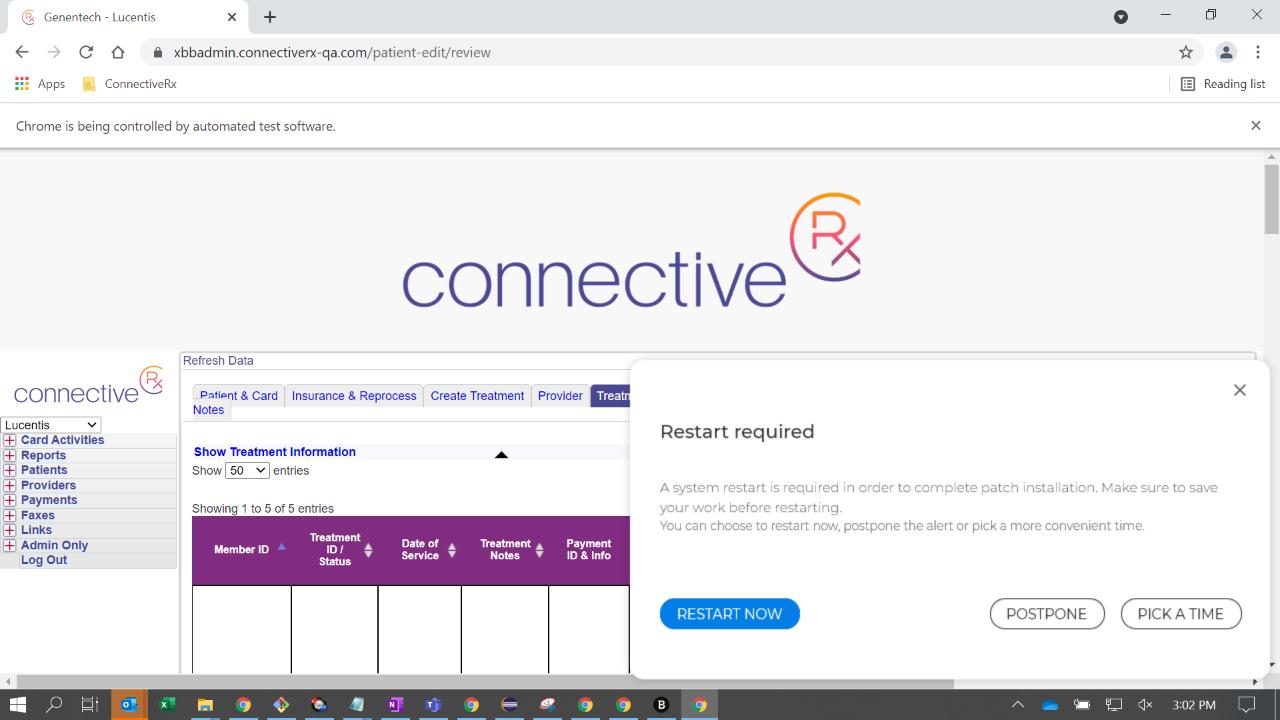 Genentech - Lucentis
xbbadmin.connectiverx-qa.com/patient-edit/review
Apps
ConnectiveRx
Reading list
Chrome is being controlled by automated test software.
connective Rx
connective Rx
Lucentis
Card Activities
Reports
Patients
Providers
Payments
Faxes
Links
Admin Only
Log Out
Refresh Data
Patient & Card
Insurance & Reprocess
Create Treatment
Provider
Treatn
Notes
Show Treatment Information
Show 50 entries
Showing 1 to 5 of 5 entries
Member ID
Treatment
ID /
Status
Date of
Service
Treatment
Notes
Payment
ID & Info
Restart required
A system restart is required in order to complete patch installation. Make sure to save
your work before restarting.
You can choose to restart now, postpone the alert or pick a more convenient time.
RESTART NOW
POSTPONE
PICK A TIME
3:02 PM